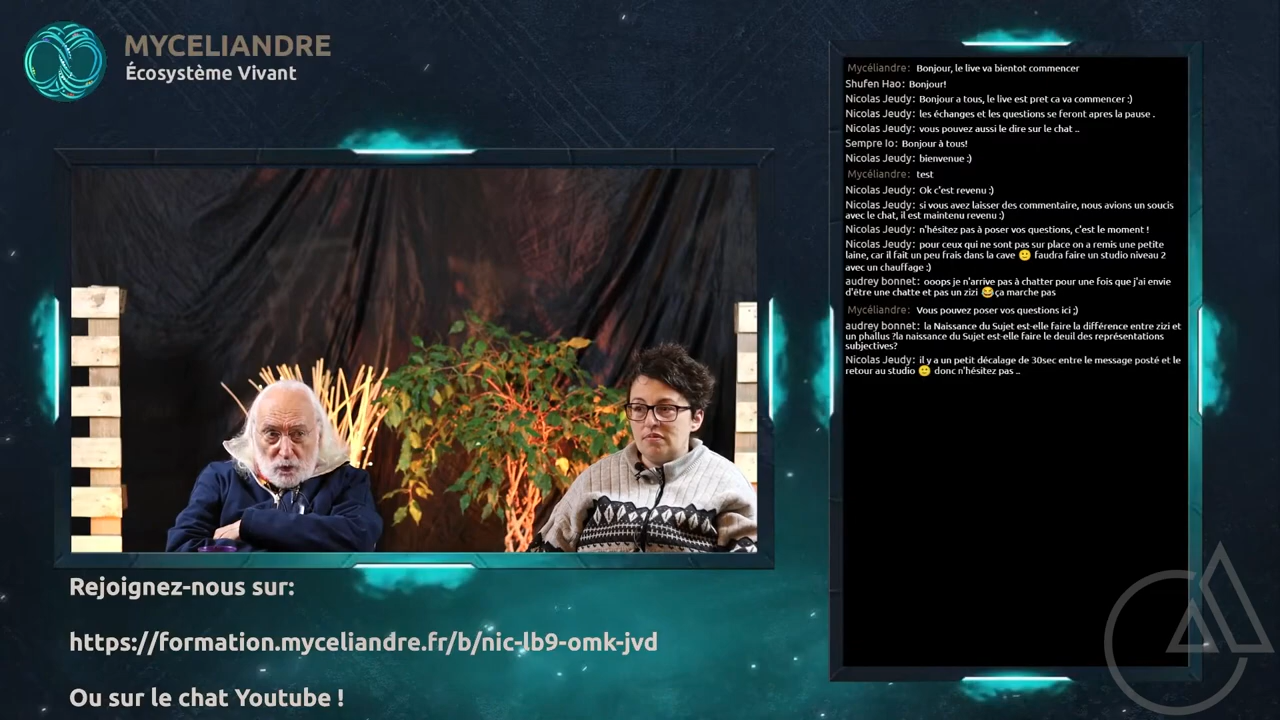 MYCELIANDRE
Écosystème Vivant
Rejoignez-nous sur:
https://formation.myceliandre.fr/b/nic-lb9-omk-jvd
Ou sur le chat Youtube !
Mycéliandre: Bonjour, le live va bientot commencer
Shufen Hao: Bonjour!
Nicolas Jeudy: Bonjour a tous, le live est pret ca va commencer :)
Nicolas Jeudy: les échanges et les questions se feront apres la pause .
Nicolas Jeudy: vous pouvez aussi le dire sur le chat ..
Sempre Io: Bonjour à tous!
Nicolas Jeudy: bienvenue :)
Mycéliandre: test
Nicolas Jeudy: Ok c'est revenu :)
Nicolas Jeudy: si vous avez laisser des commentaire, nous avions un soucis
avec le chat, il est maintenu revenu :)
Nicolas Jeudy: n'hésitez pas à poser vos questions, c'est le moment !
Nicolas Jeudy: pour ceux qui ne sont pas sur place on a remis une petite
laine, car il fait un peu frais dans la cave 🙂 faudra faire un studio niveau 2
avec un chauffage :)
audrey bonnet: ooops je n'arrive pas à chatter pour une fois que j'ai envie
d'être une chatte et pas un zizi 😂ça marche pas
Mycéliandre: Vous pouvez poser vos questions ici ;)
audrey bonnet: la Naissance du Sujet est-elle faire la différence entre zizi et
un phallus ?la naissance du Sujet est-elle faire le deuil des représentations
subjectives?
Nicolas Jeudy: il y a un petit décalage de 30sec entre le message posté et le
retour au studio 🙂 donc n'hésitez pas ..